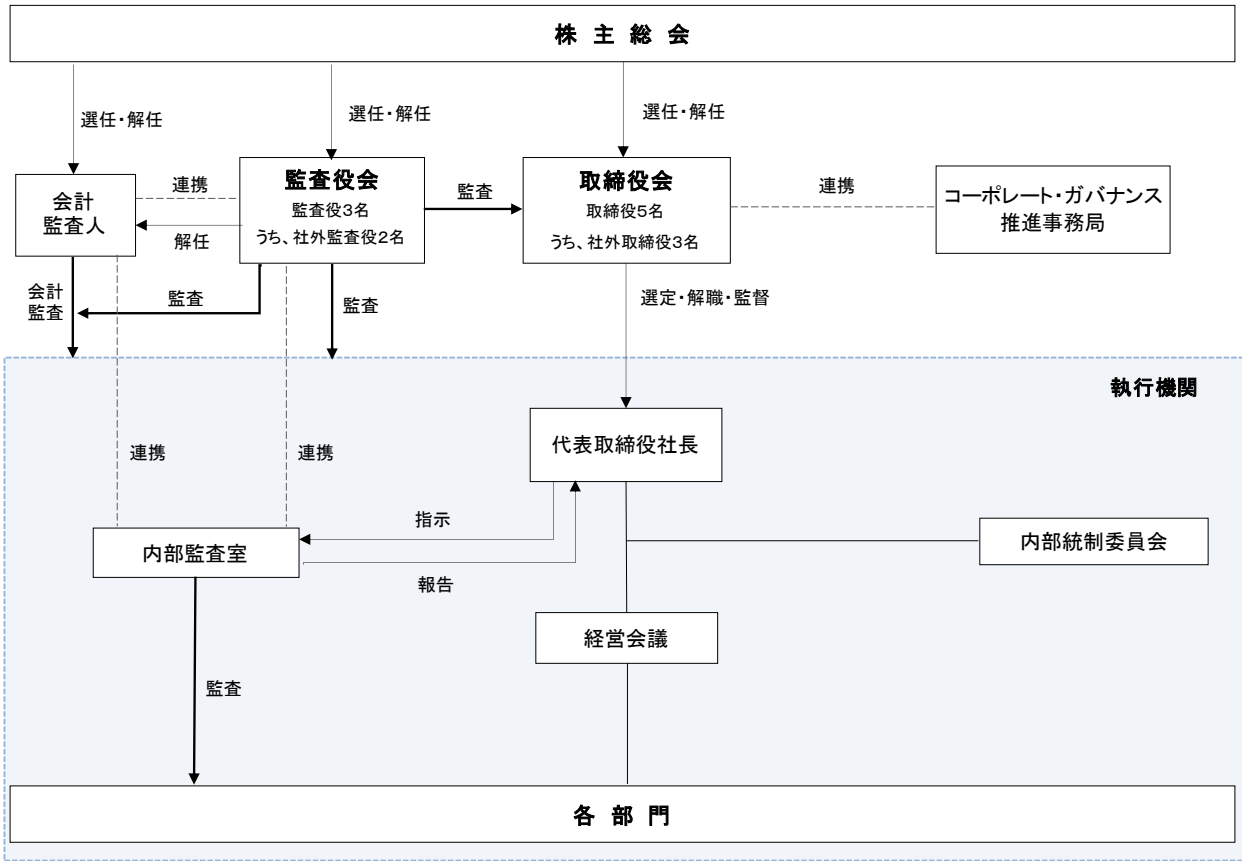 株 主 総 会
選任・解任
選任・解任
選任・解任
会計
監査人
連携
解任
監査役会
監査役3名
うち、社外監査役2名
監査
取締役会
取締役5名
うち、社外取締役3名
連携
コーポレート・ガバナンス
推進事務局
会計
監査
監査
監査
選定・解職・監督
執行機関
代表取締役社長
連携
連携
指示
内部監査室
報告
内部統制委員会
経営会議
監査
各 部 門